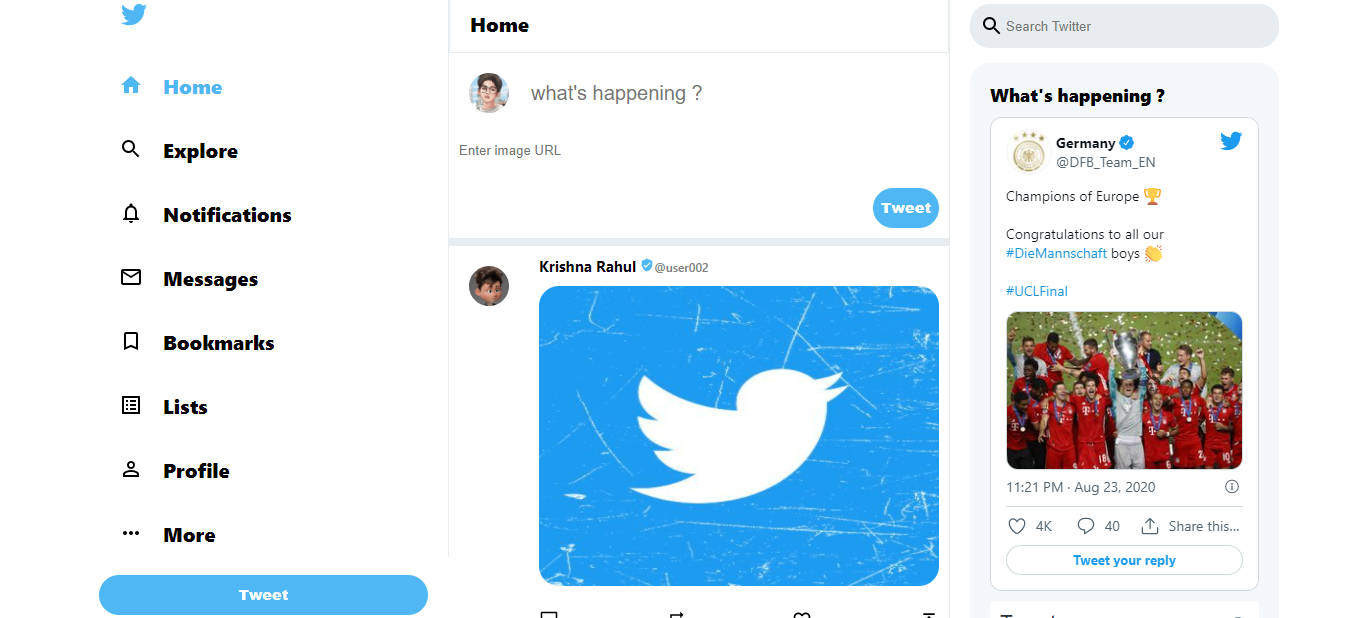 Home
Explore
Notifications
Messages
Bookmarks
Lists
Profile
More
Tweet
Home
what's happening ?
Enter image URL
Tweet
Krishna Rahul @user002
Search Twitter
What's happening ?
Germany
@DFB_Team_EN
Champions of Europe 🏆
Congratulations to all our
#DieMannschaft boys 👏
#UCLFinal
11:21 PM · Aug 23, 2020
4K 40 Share this...
Tweet your reply